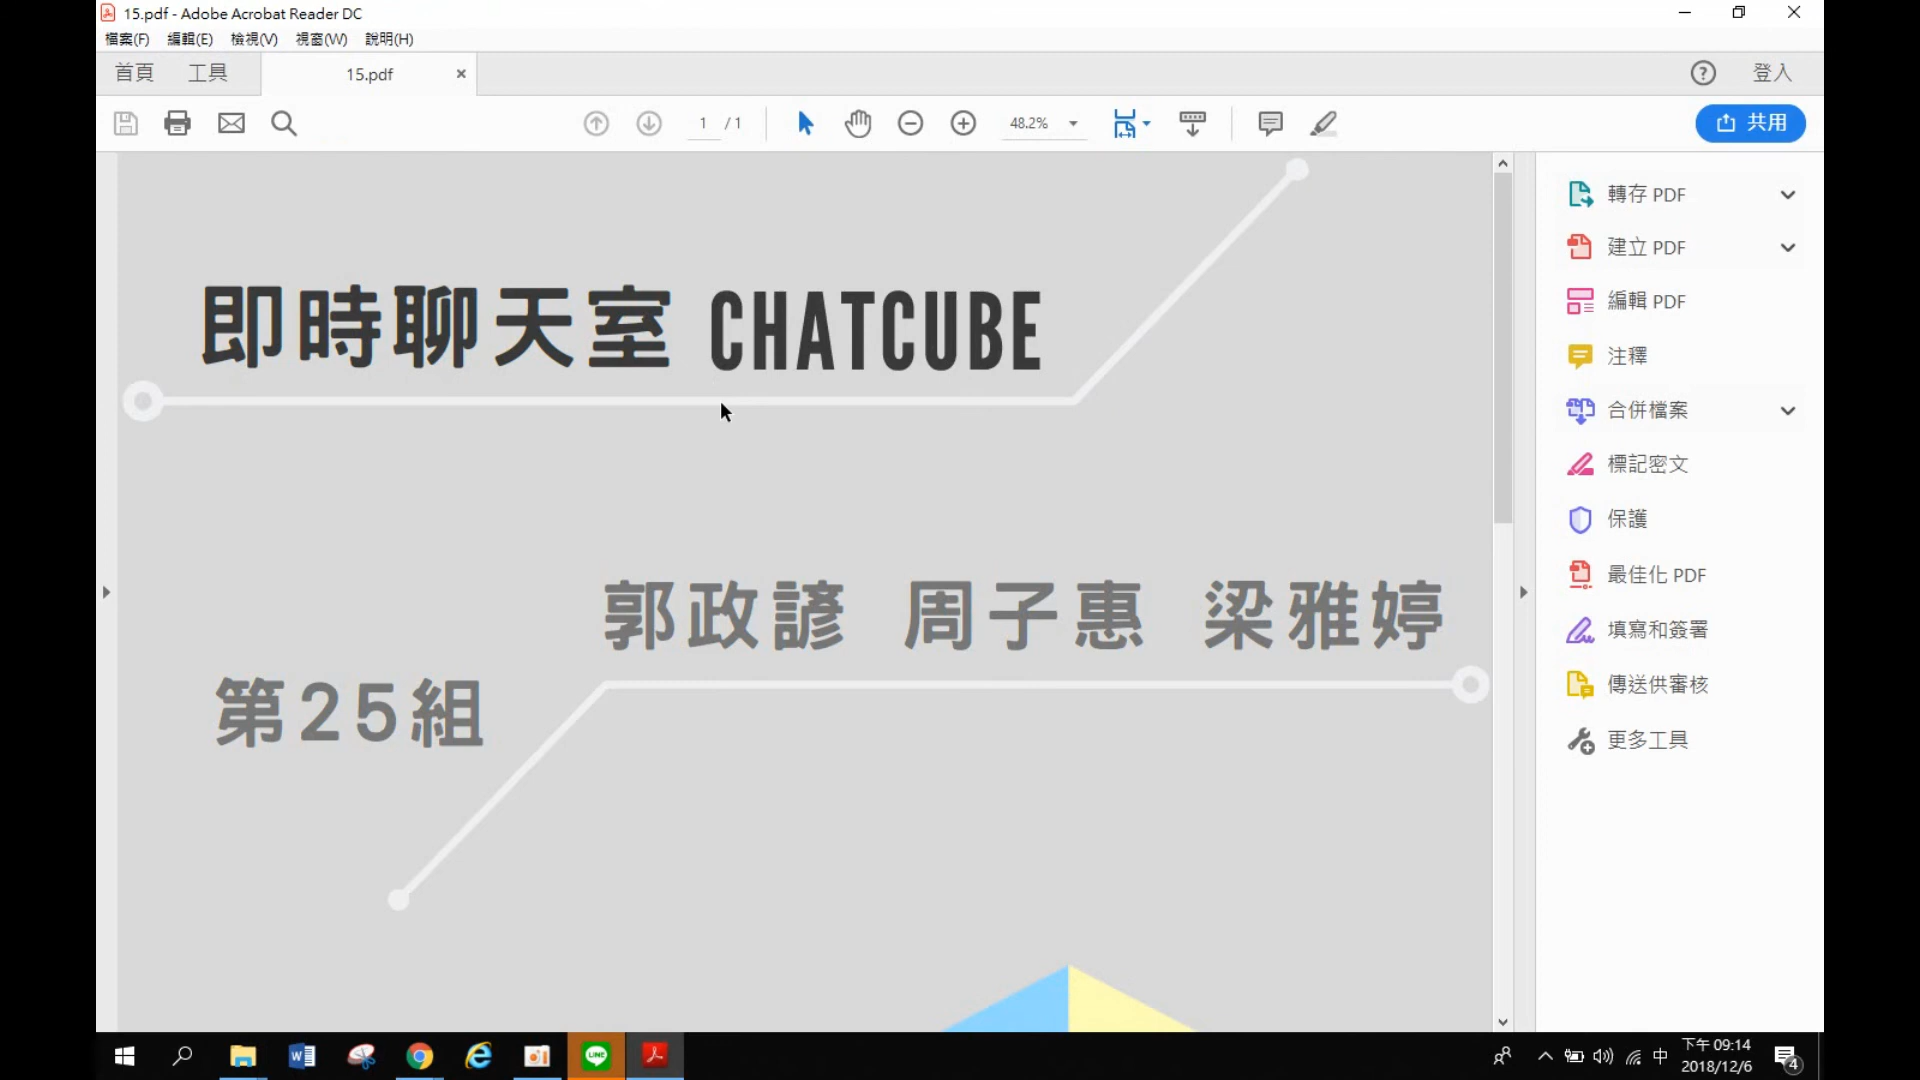 15.pdf - Adobe Acrobat Reader DC
檔案(F) 編輯(E) 檢視(V) 視窗(W) 說明(H)
首頁 工具 15.pdf 登入
1 / 1 48.2% 共用
轉存 PDF
建立 PDF
編輯 PDF
注釋
合併檔案
標記密文
保護
最佳化 PDF
填寫和簽署
傳送供審核
更多工具
即時聊天室 CHATCUBE
郭政諺 周子惠 梁雅婷
第25組
LINE
中
下午 09:14
2018/12/6
4